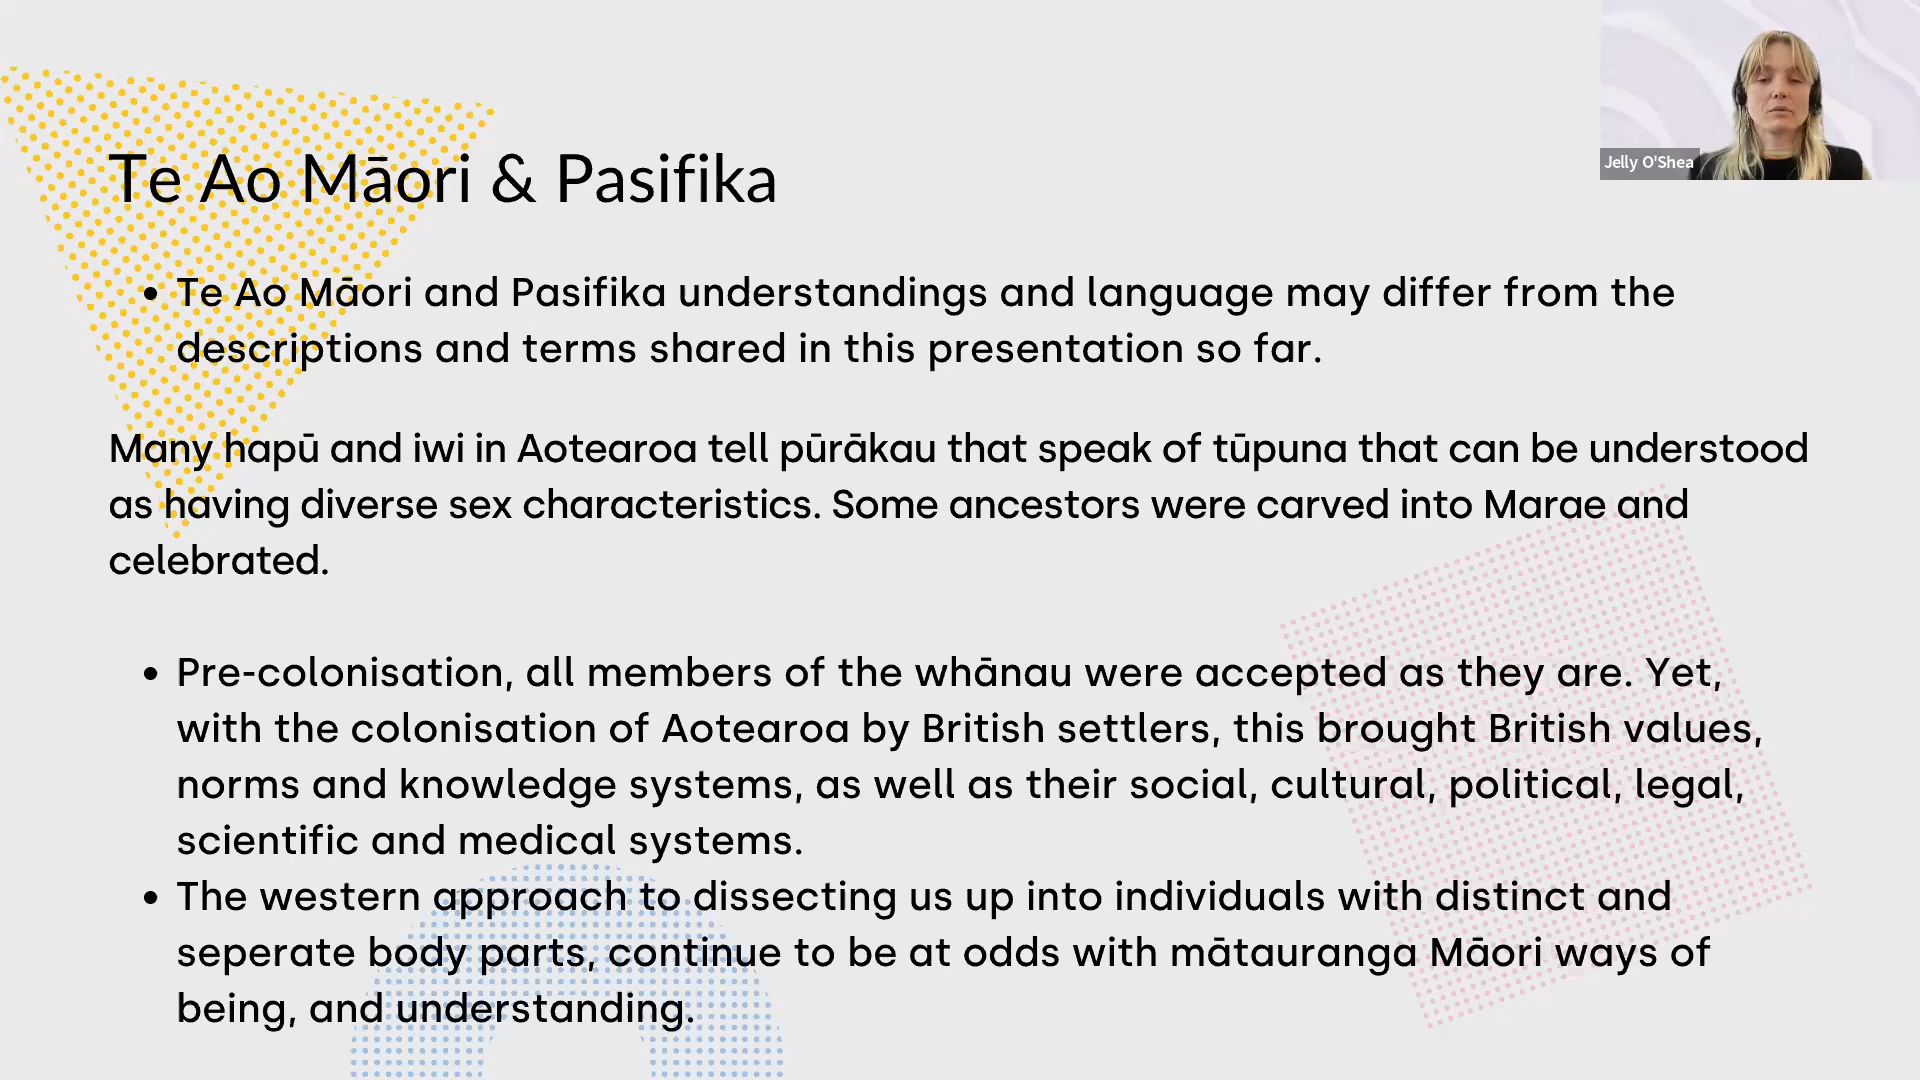 Jelly O'Shea
Te Ao Māori & Pasifika
• Te Ao Māori and Pasifika understandings and language may differ from the
descriptions and terms shared in this presentation so far.
Many hapū and iwi in Aotearoa tell pūrākau that speak of tūpuna that can be understood
as having diverse sex characteristics. Some ancestors were carved into Marae and
celebrated.
• Pre-colonisation, all members of the whānau were accepted as they are. Yet,
with the colonisation of Aotearoa by British settlers, this brought British values,
norms and knowledge systems, as well as their social, cultural, political, legal,
scientific and medical systems.
• The western approach to dissecting us up into individuals with distinct and
seperate body parts, continue to be at odds with mātauranga Māori ways of
being, and understanding.